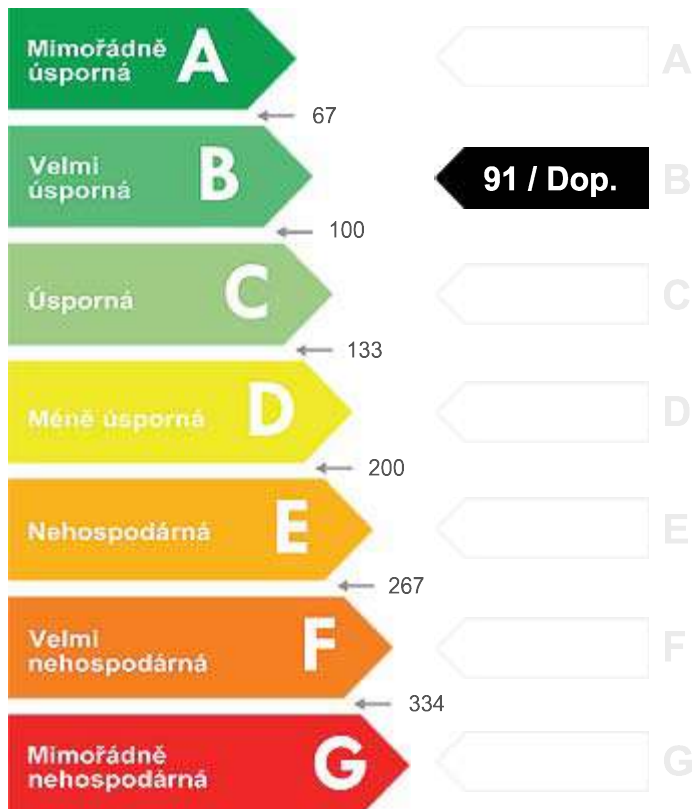 Mimořádně
úsporná
A
A
67
Velmi
úsporná
B
91 / Dop.
B
100
Úsporná
C
C
133
Méně úsporná
D
D
200
Nehospodárná
E
E
267
Velmi
nehospodárná
F
F
334
Mimořádně
nehospodárná
G
G